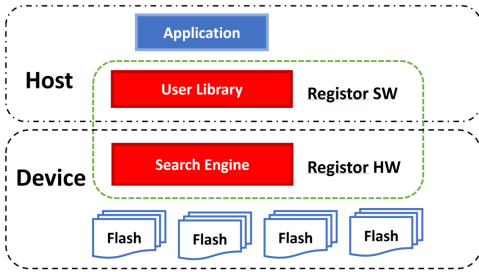 Application
Host
User Library
Registor SW
Search Engine
Registor HW
Device
Flash
Flash
Flash
Flash